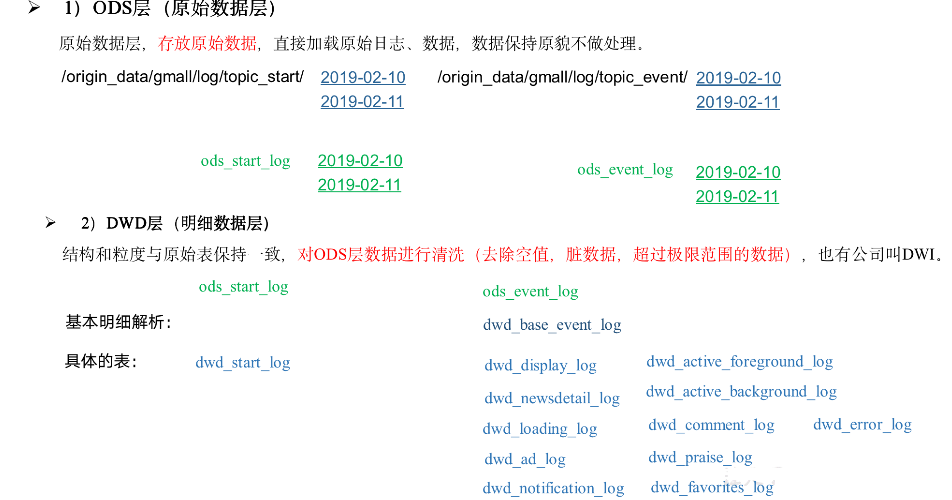 ➢ 1）ODS层（原始数据层）
原始数据层，存放原始数据，直接加载原始日志、数据，数据保持原貌不做处理。
/origin_data/gmall/log/topic_start/ 2019-02-10 /origin_data/gmall/log/topic_event/ 2019-02-10
2019-02-11 2019-02-11
ods_start_log 2019-02-10 ods_event_log 2019-02-10
2019-02-11 2019-02-11
➢ 2）DWD层（明细数据层）
结构和粒度与原始表保持一致，对ODS层数据进行清洗（去除空值，脏数据，超过极限范围的数据），也有公司叫DWI。
ods_start_log ods_event_log
基本明细解析： dwd_base_event_log
具体的表： dwd_start_log dwd_display_log dwd_active_foreground_log
dwd_newsdetail_log dwd_active_background_log
dwd_loading_log dwd_comment_log dwd_error_log
dwd_ad_log dwd_praise_log
dwd_notification_log dwd_favorites_log